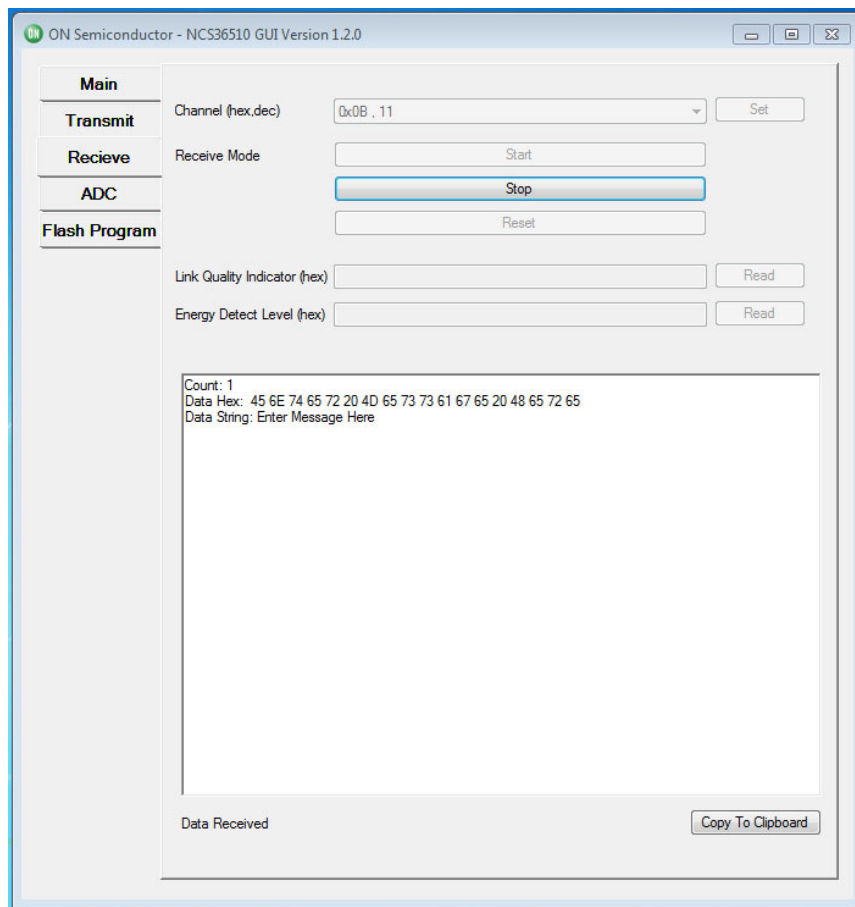 ON ON Semiconductor - NCS36510 GUI Version 1.2.0
Main
Transmit
Recieve
ADC
Flash Program
Channel (hex,dec) 0x0B , 11 Set
Receive Mode Start
Stop
Reset
Link Quality Indicator (hex) Read
Energy Detect Level (hex) Read
Count: 1
Data Hex:  45 6E 74 65 72 20 4D 65 73 73 61 67 65 20 48 65 72 65
Data String: Enter Message Here
Data Received Copy To Clipboard